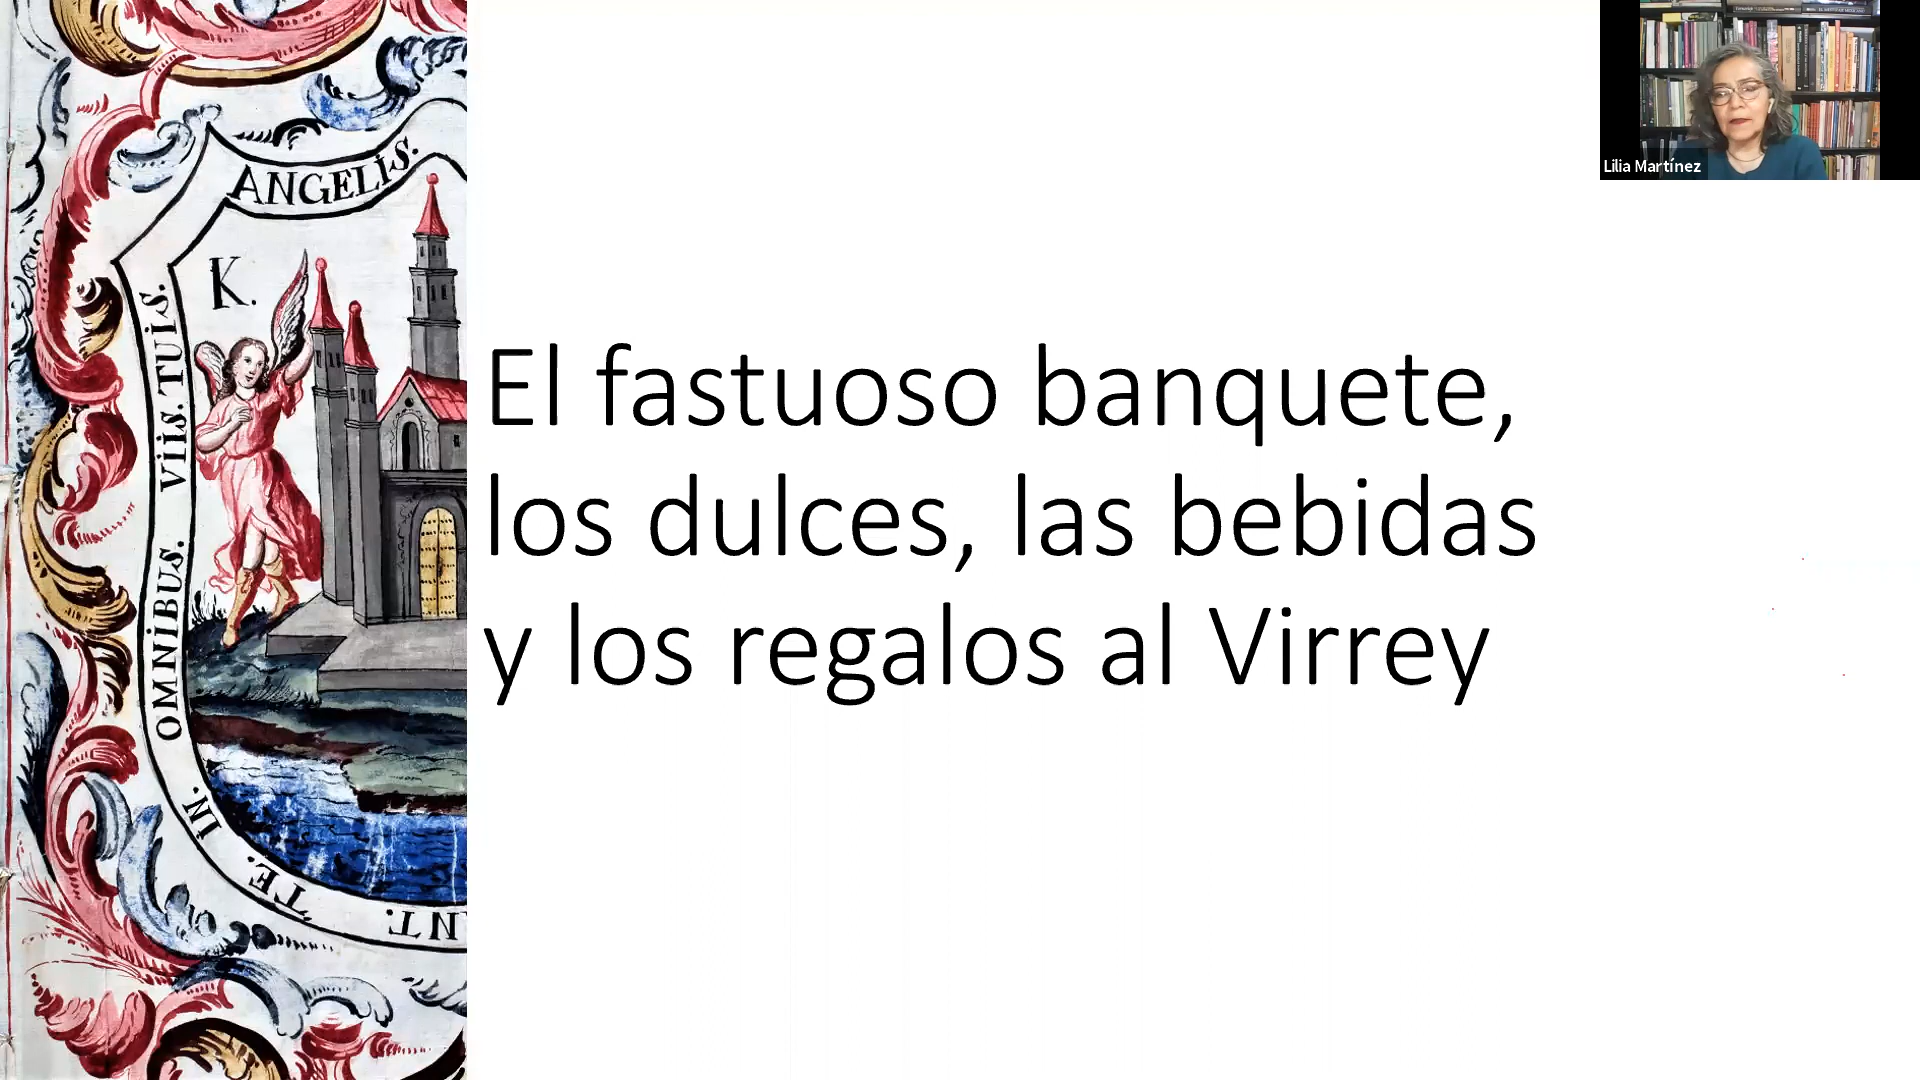 ANGELIS.
K.
OMNIBUS. VIIS. TUIS.
IN.
TE.
NT.
El fastuoso banquete,
los dulces, las bebidas
y los regalos al Virrey
Lilia Martínez